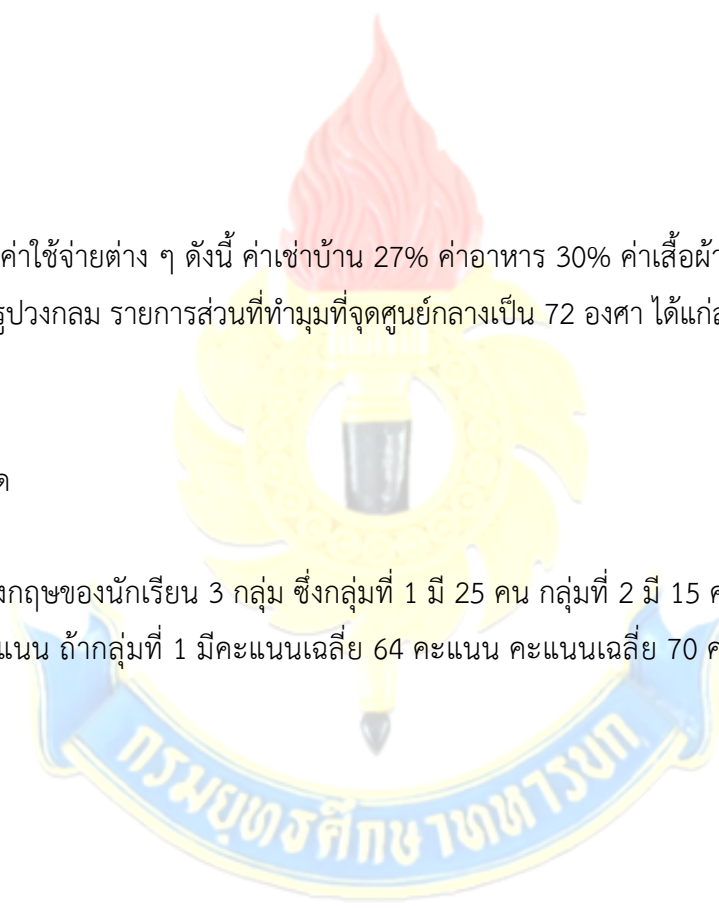 ค่าใช้จ่ายต่าง ๆ ดังนี้ ค่าเช่าบ้าน 27% ค่าอาหาร 30% ค่าเสื้อผ้า
รูปวงกลม รายการส่วนที่ทำมุมที่จุดศูนย์กลางเป็น 72 องศา ได้แก่
ด
งกฤษของนักเรียน 3 กลุ่ม ซึ่งกลุ่มที่ 1 มี 25 คน กลุ่มที่ 2 มี 15 ค
แนน ถ้ากลุ่มที่ 1 มีคะแนนเฉลี่ย 64 คะแนน คะแนนเฉลี่ย 70 ค
กรมยุทธศึกษาทหารบก